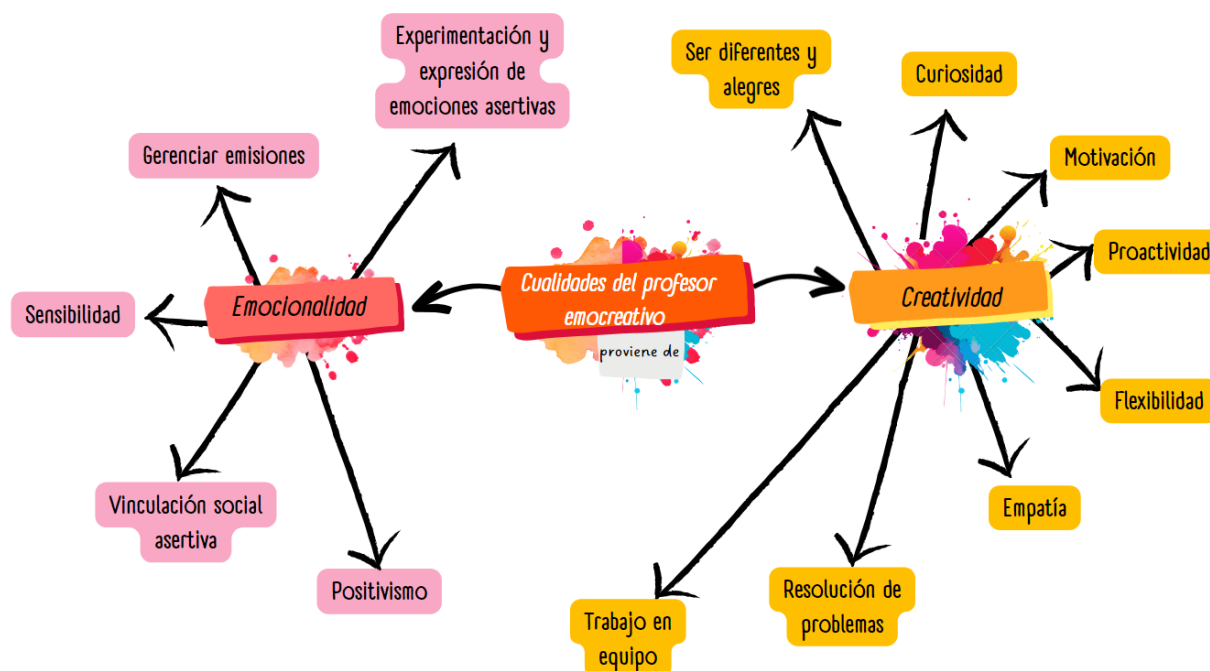 Experimentación y
expresión de
emociones asertivas
Gerenciar emisiones
Sensibilidad
Emocionalidad
Vinculación social
asertiva
Positivismo
Cualidades del profesor
emocreativo
proviene de
Ser diferentes y
alegres
Curiosidad
Motivación
Proactividad
Creatividad
Flexibilidad
Empatía
Resolución de
problemas
Trabajo en
equipo